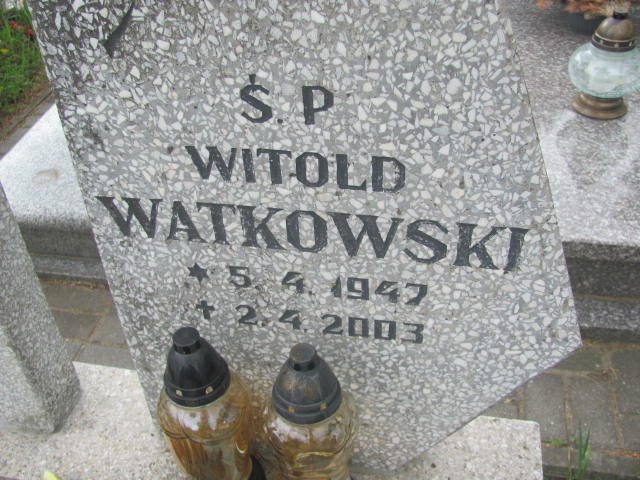 Ś. P
WITOLD
WATKOWSKI
* 5. 4. 1947
✝ 2. 4. 2003